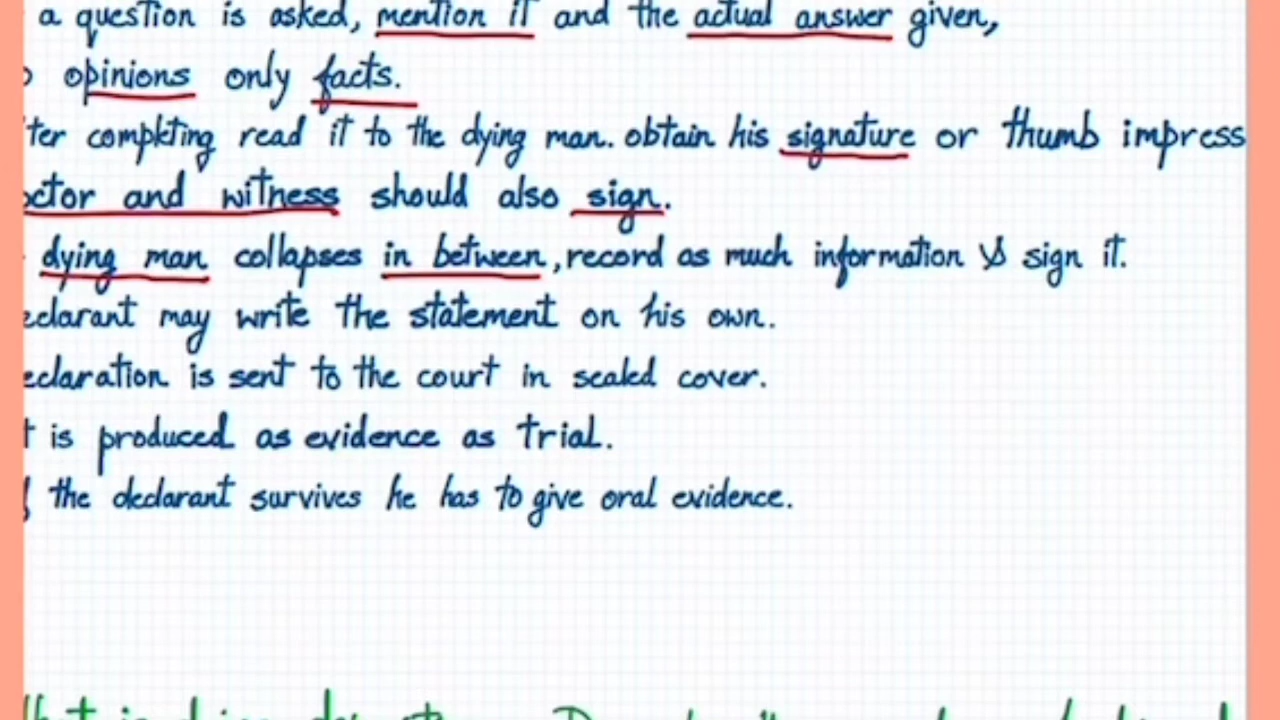 a question is asked, mention it and the actual answer given,
opinions only facts.
ter completing read it to the dying man. obtain his signature or thumb impress
octor and witness should also sign.
dying man collapses in between, record as much information & sign it.
eclarant may write the statement on his own.
eclaration is sent to the court in sealed cover.
t is produced as evidence as trial.
the declarant survives he has to give oral evidence.